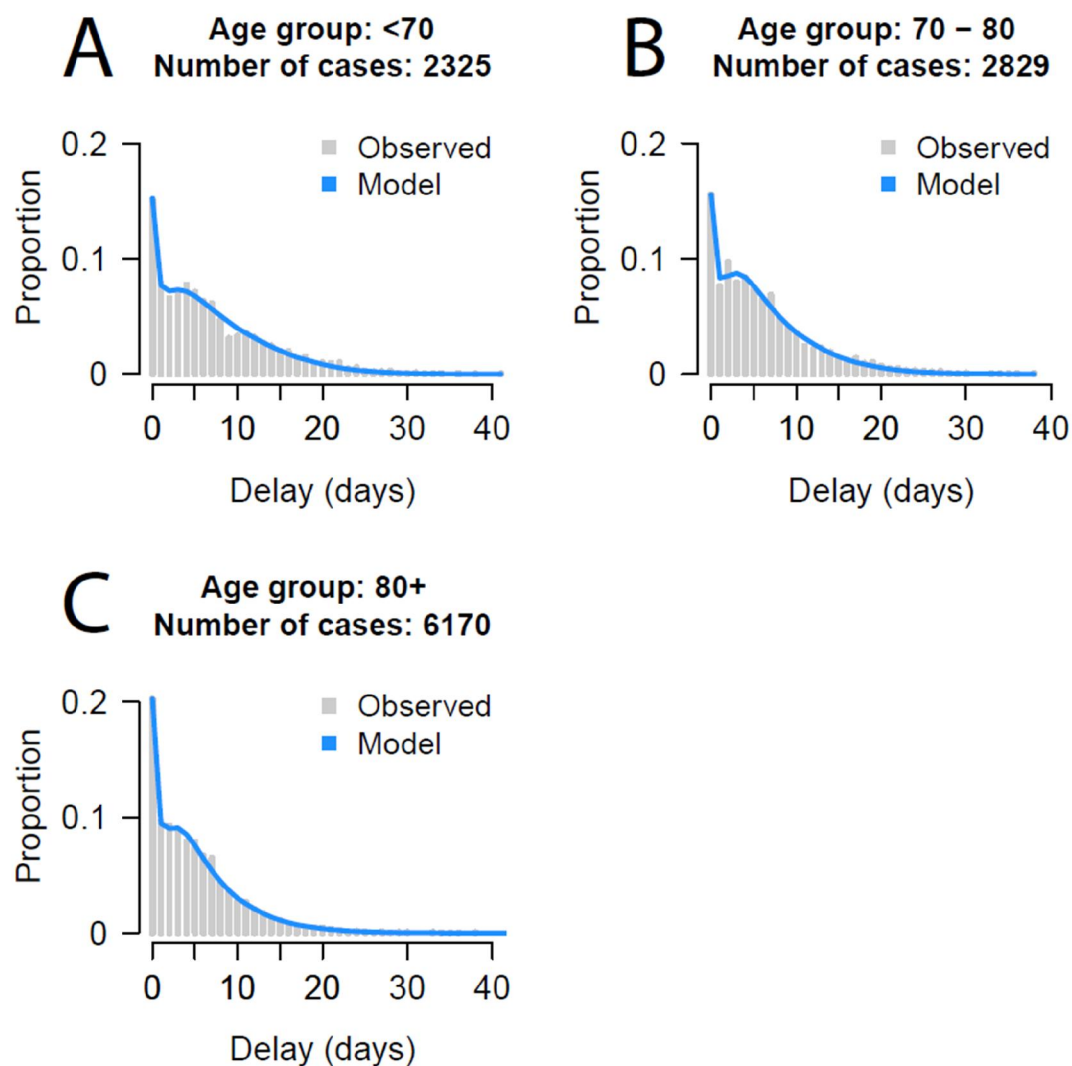 A
Age group: <70
Number of cases: 2325
Observed
Model
Proportion
0.2
0.1
0
0 10 20 30 40
Delay (days)
B
Age group: 70 – 80
Number of cases: 2829
Observed
Model
Proportion
0.2
0.1
0
0 10 20 30 40
Delay (days)
C
Age group: 80+
Number of cases: 6170
Observed
Model
Proportion
0.2
0.1
0
0 10 20 30 40
Delay (days)